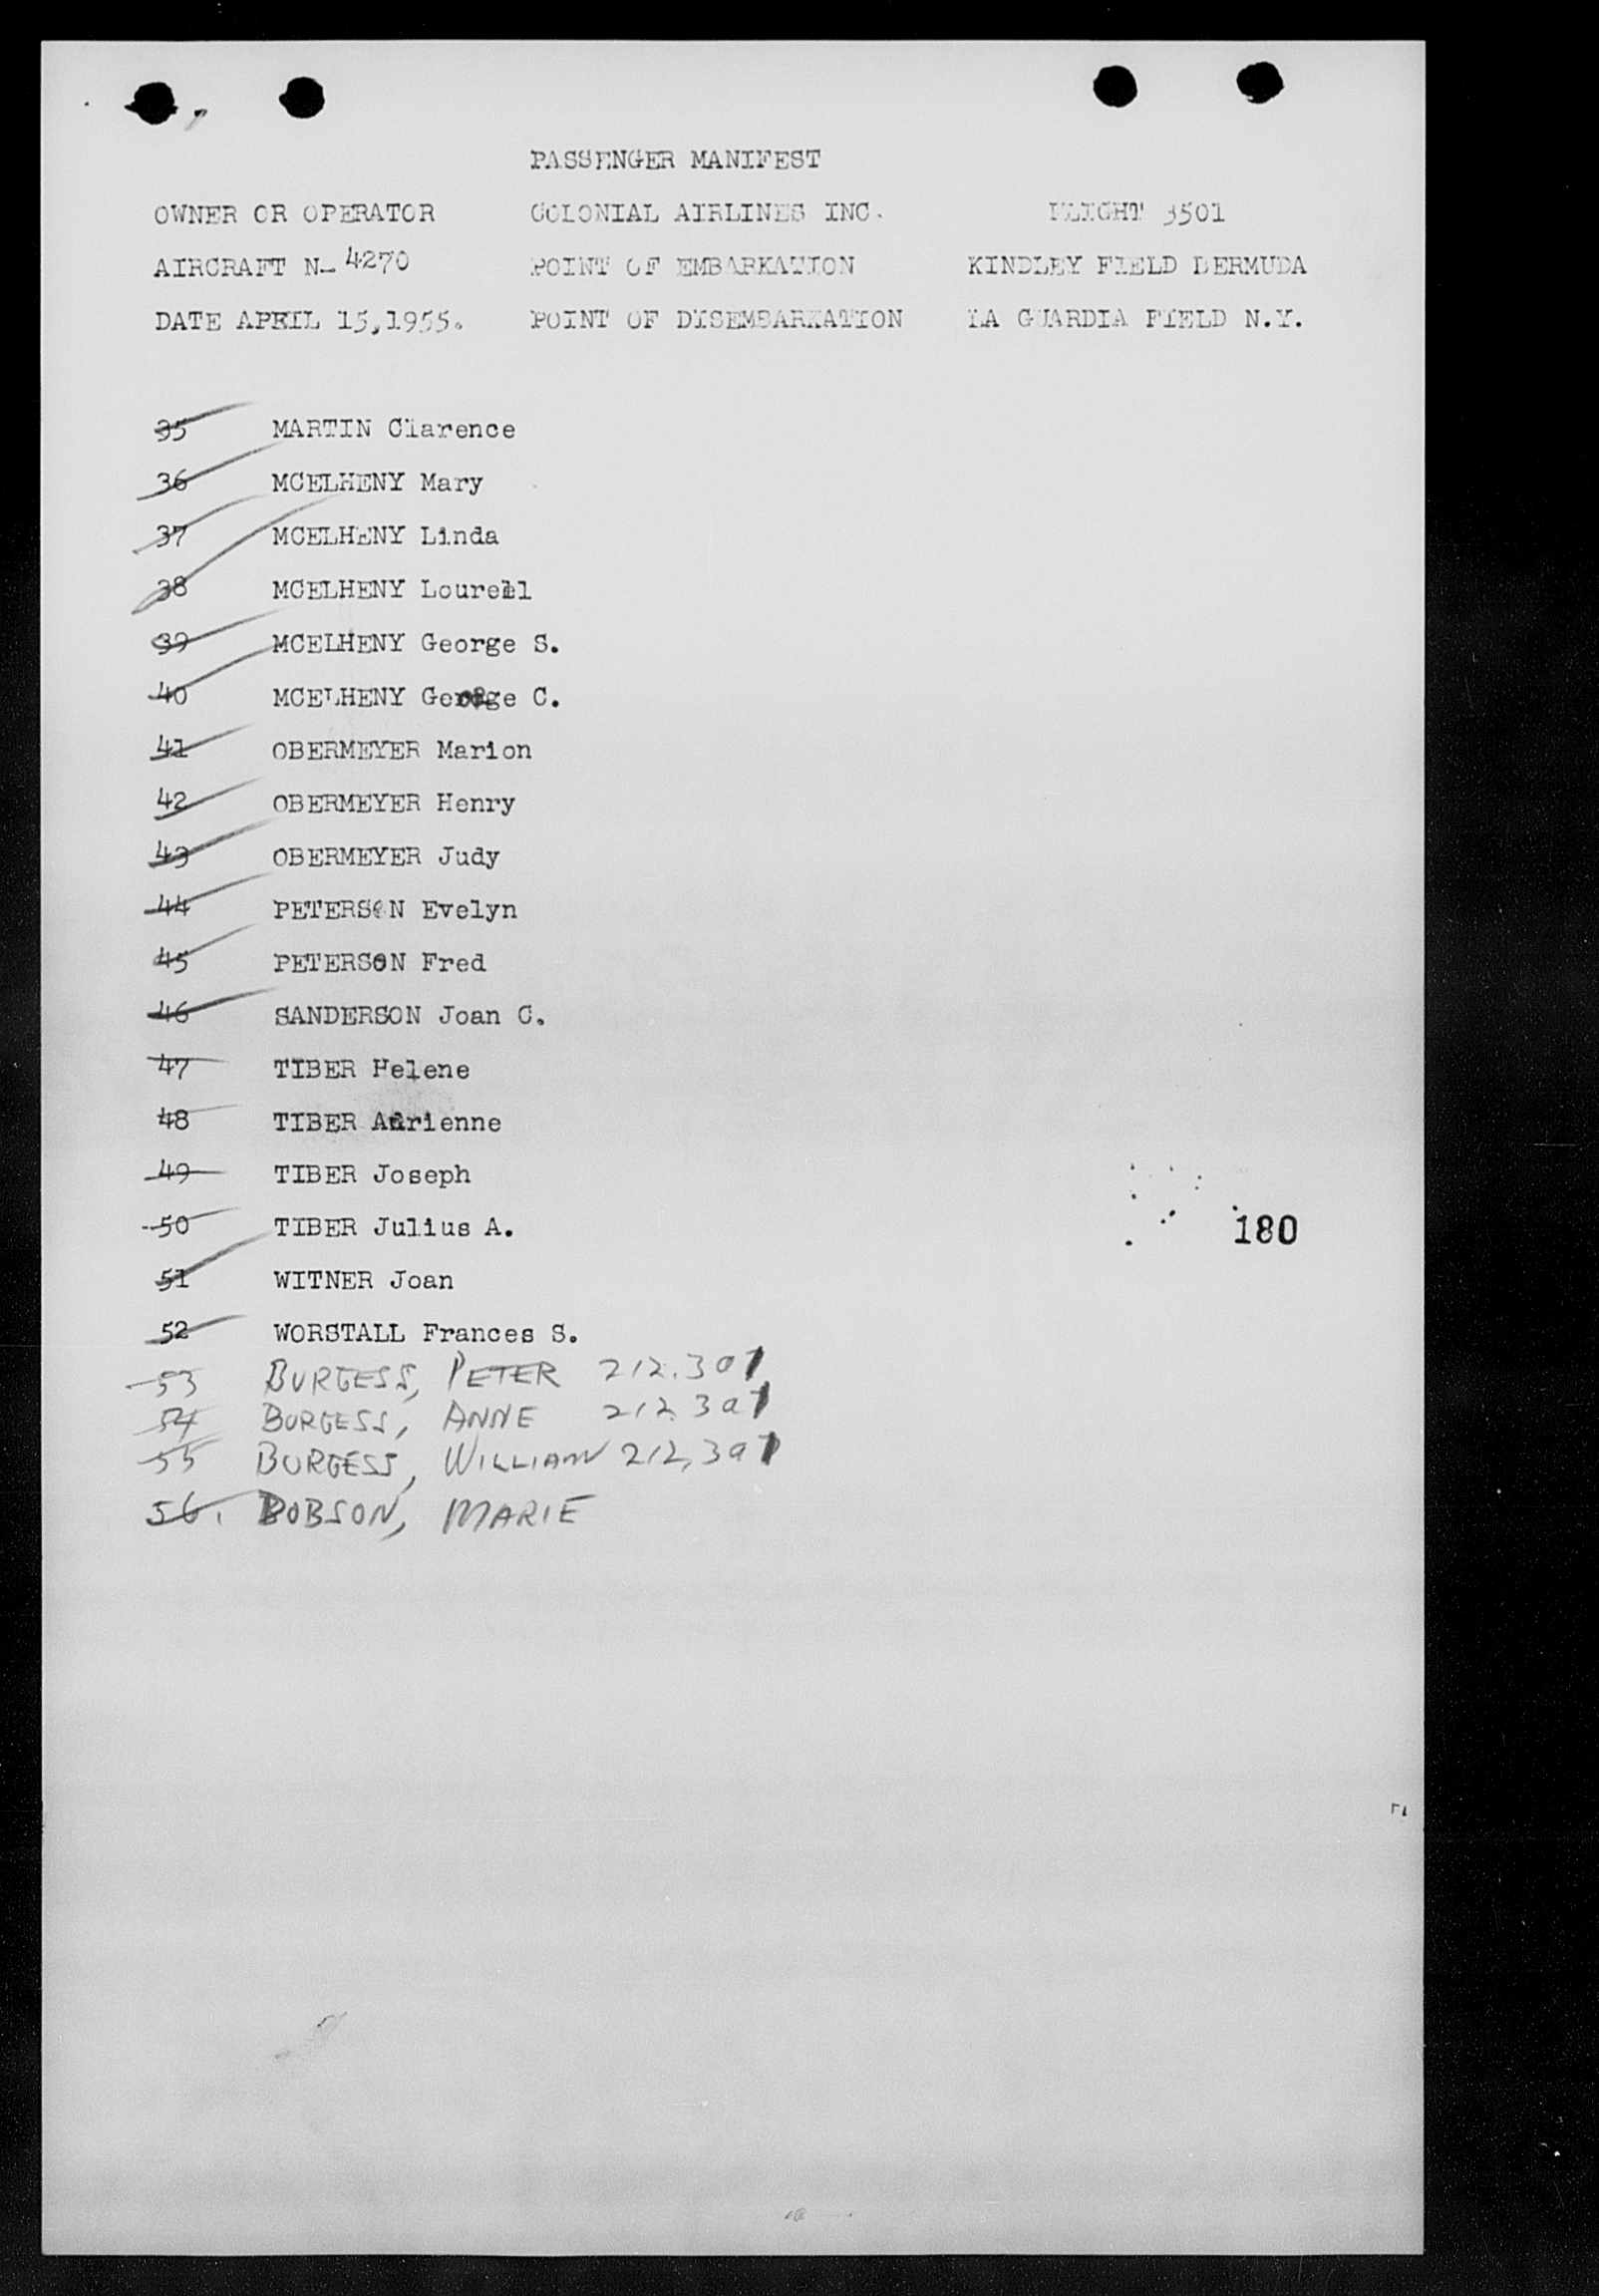 PASSENGER MANIFEST
OWNER OR OPERATOR COLONIAL AIRLINES INC. FLIGHT 3501
AIRCRAFT N-4270 POINT OF EMBARKATION KINDLEY FIELD BERMUDA
DATE APRIL 15,1955. POINT OF DISEMBARKATION LA GUARDIA FIELD N.Y.
35 MARTIN Clarence
36 MCELHENY Mary
37 MCELHENY Linda
38 MCELHENY Lourell
39 MCELHENY George S.
40 MCELHENY George C.
41 OBERMEYER Marion
42 OBERMEYER Henry
43 OBERMEYER Judy
44 PETERSON Evelyn
45 PETERSON Fred
46 SANDERSON Joan C.
47 TIBER Helene
48 TIBER Adrienne
49 TIBER Joseph
50 TIBER Julius A.
180
51 WITNER Joan
52 WORSTALL Frances S.
53 BURGESS, PETER
54 BURGESS, ANNE
55 BURGESS, WILLIAM
56. BOBSON, MARIE